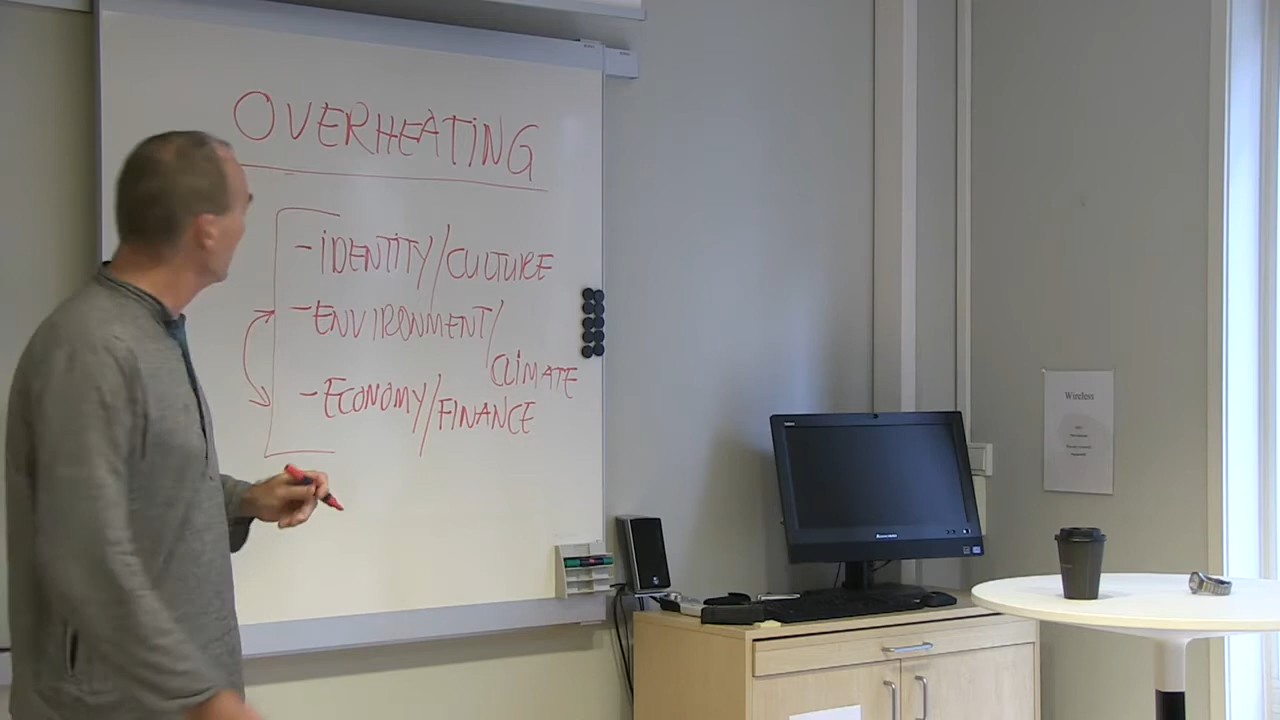 OVERHEATING
- IDENTITY/CULTURE
- ENVIRONMENT/
CLIMATE
- ECONOMY/FINANCE
Wireless